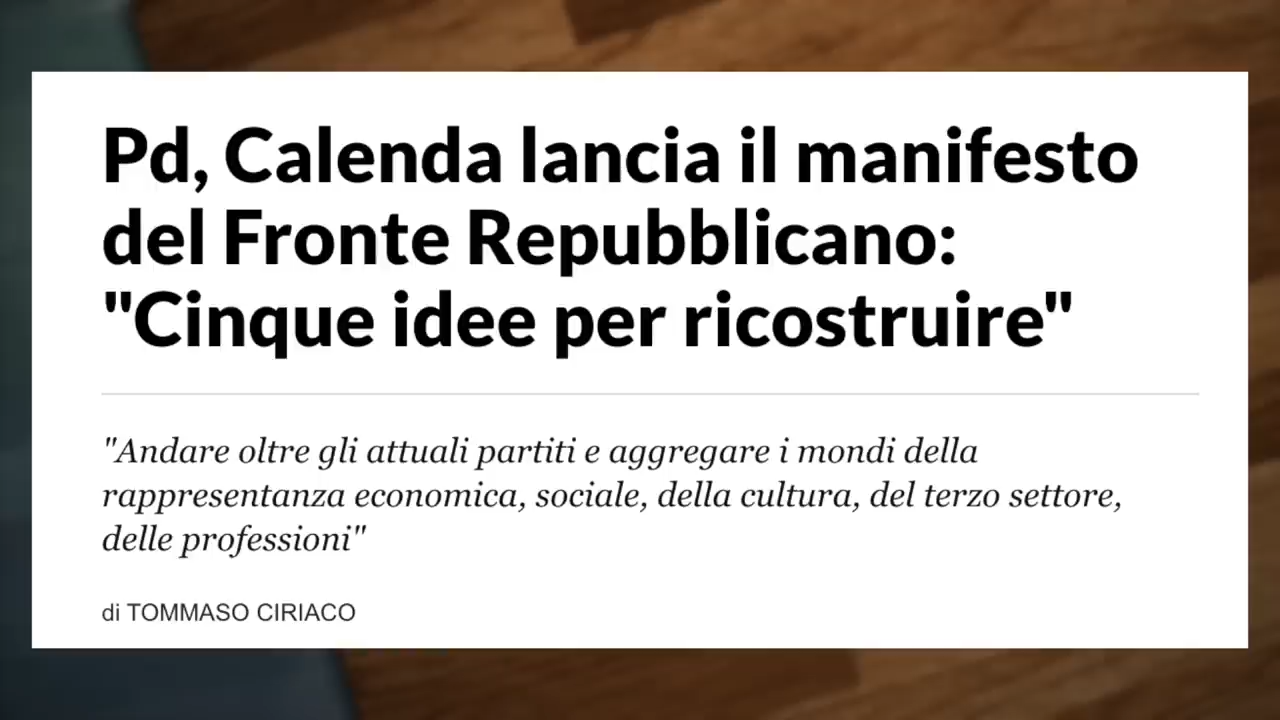 Pd, Calenda lancia il manifesto
del Fronte Repubblicano:
"Cinque idee per ricostruire"
"Andare oltre gli attuali partiti e aggregare i mondi della
rappresentanza economica, sociale, della cultura, del terzo settore,
delle professioni"
di TOMMASO CIRIACO